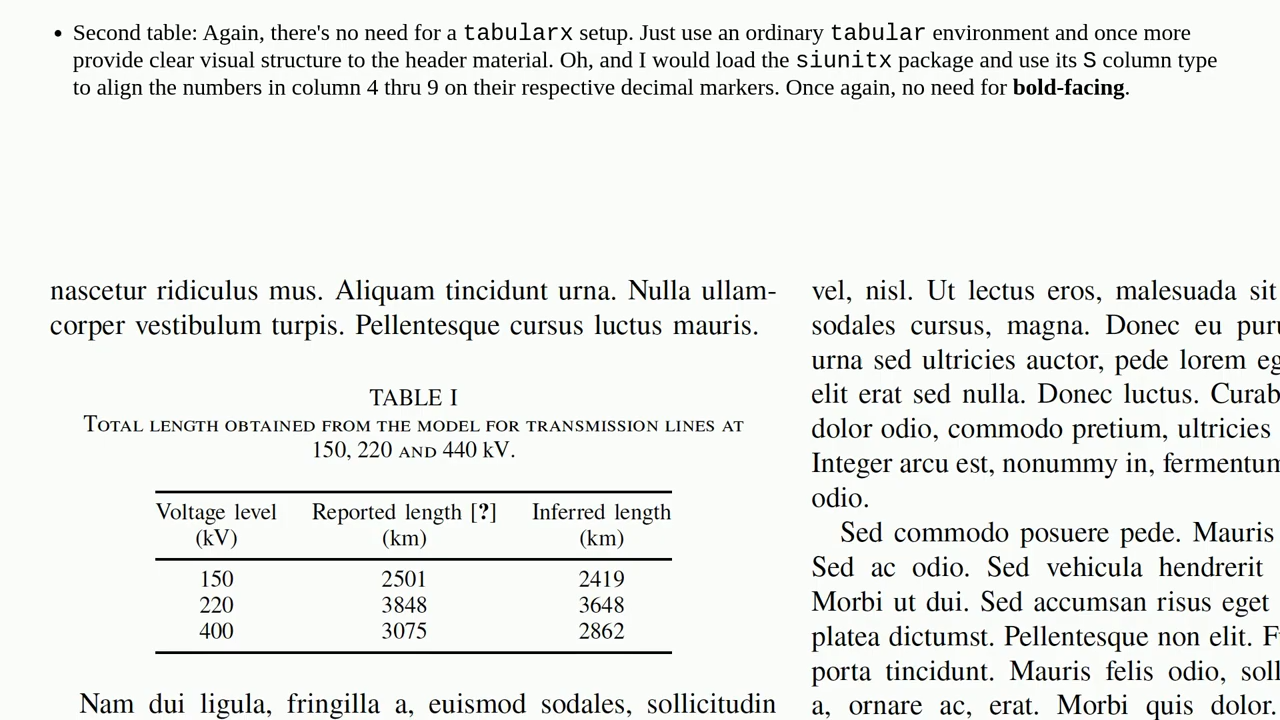 • Second table: Again, there's no need for a tabularx setup. Just use an ordinary tabular environment and once more
provide clear visual structure to the header material. Oh, and I would load the siunitx package and use its S column type
to align the numbers in column 4 thru 9 on their respective decimal markers. Once again, no need for bold-facing.
nascetur ridiculus mus. Aliquam tincidunt urna. Nulla ullam-
corper vestibulum turpis. Pellentesque cursus luctus mauris.
TABLE I
Total length obtained from the model for transmission lines at
150, 220 and 440 kV.
Voltage level Reported length [?] Inferred length
(kV) (km) (km)
150 2501 2419
220 3848 3648
400 3075 2862
Nam dui ligula, fringilla a, euismod sodales, sollicitudin
vel, nisl. Ut lectus eros, malesuada sit
sodales cursus, magna. Donec eu puru
urna sed ultricies auctor, pede lorem eg
elit erat sed nulla. Donec luctus. Curab
dolor odio, commodo pretium, ultricies
Integer arcu est, nonummy in, fermentum
odio.
Sed commodo posuere pede. Mauris
Sed ac odio. Sed vehicula hendrerit
Morbi ut dui. Sed accumsan risus eget
platea dictumst. Pellentesque non elit. F
porta tincidunt. Mauris felis odio, soll
a, ornare ac, erat. Morbi quis dolor.